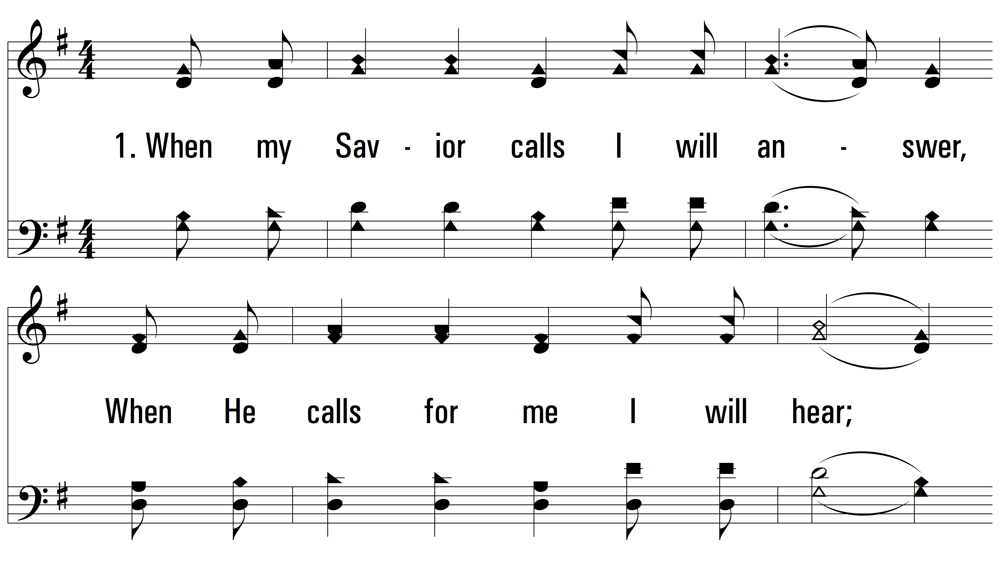 1. When my Sav - ior calls I will an - swer,
When He calls for me I will hear;